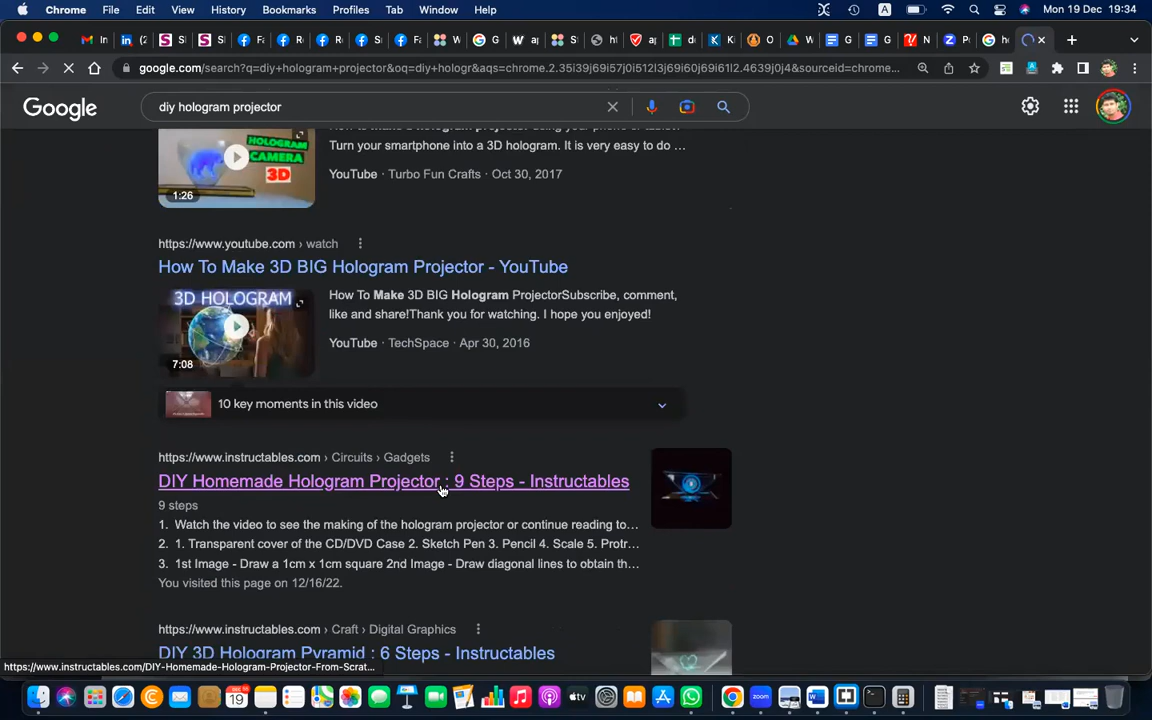 Chrome File Edit View History Bookmarks Profiles Tab Window Help A Mon 19 Dec 19:34
google.com/search?q=diy+hologram+projector&oq=diy+hologr&aqs=chrome.2.35i39j69i57j0i512l3j69i60j69i61l2.4639j0j4&sourceid=chrome...
Google
diy hologram projector
HOLOGRAM
CAMERA
3D
1:26
Turn your smartphone into a 3D hologram. It is very easy to do ...
YouTube · Turbo Fun Crafts · Oct 30, 2017
https://www.youtube.com › watch
How To Make 3D BIG Hologram Projector - YouTube
3D HOLOGRAM
7:08
How To Make 3D BIG Hologram ProjectorSubscribe, comment,
like and share!Thank you for watching. I hope you enjoyed!
YouTube · TechSpace · Apr 30, 2016
10 key moments in this video
https://www.instructables.com › Circuits › Gadgets
DIY Homemade Hologram Projector : 9 Steps - Instructables
9 steps
1. Watch the video to see the making of the hologram projector or continue reading to...
2. 1. Transparent cover of the CD/DVD Case 2. Sketch Pen 3. Pencil 4. Scale 5. Protr...
3. 1st Image - Draw a 1cm x 1cm square 2nd Image - Draw diagonal lines to obtain th...
You visited this page on 12/16/22.
https://www.instructables.com › Craft › Digital Graphics
DIY 3D Hologram Pyramid : 6 Steps - Instructables
https://www.instructables.com/DIY-Homemade-Hologram-Projector-From-Scrat...